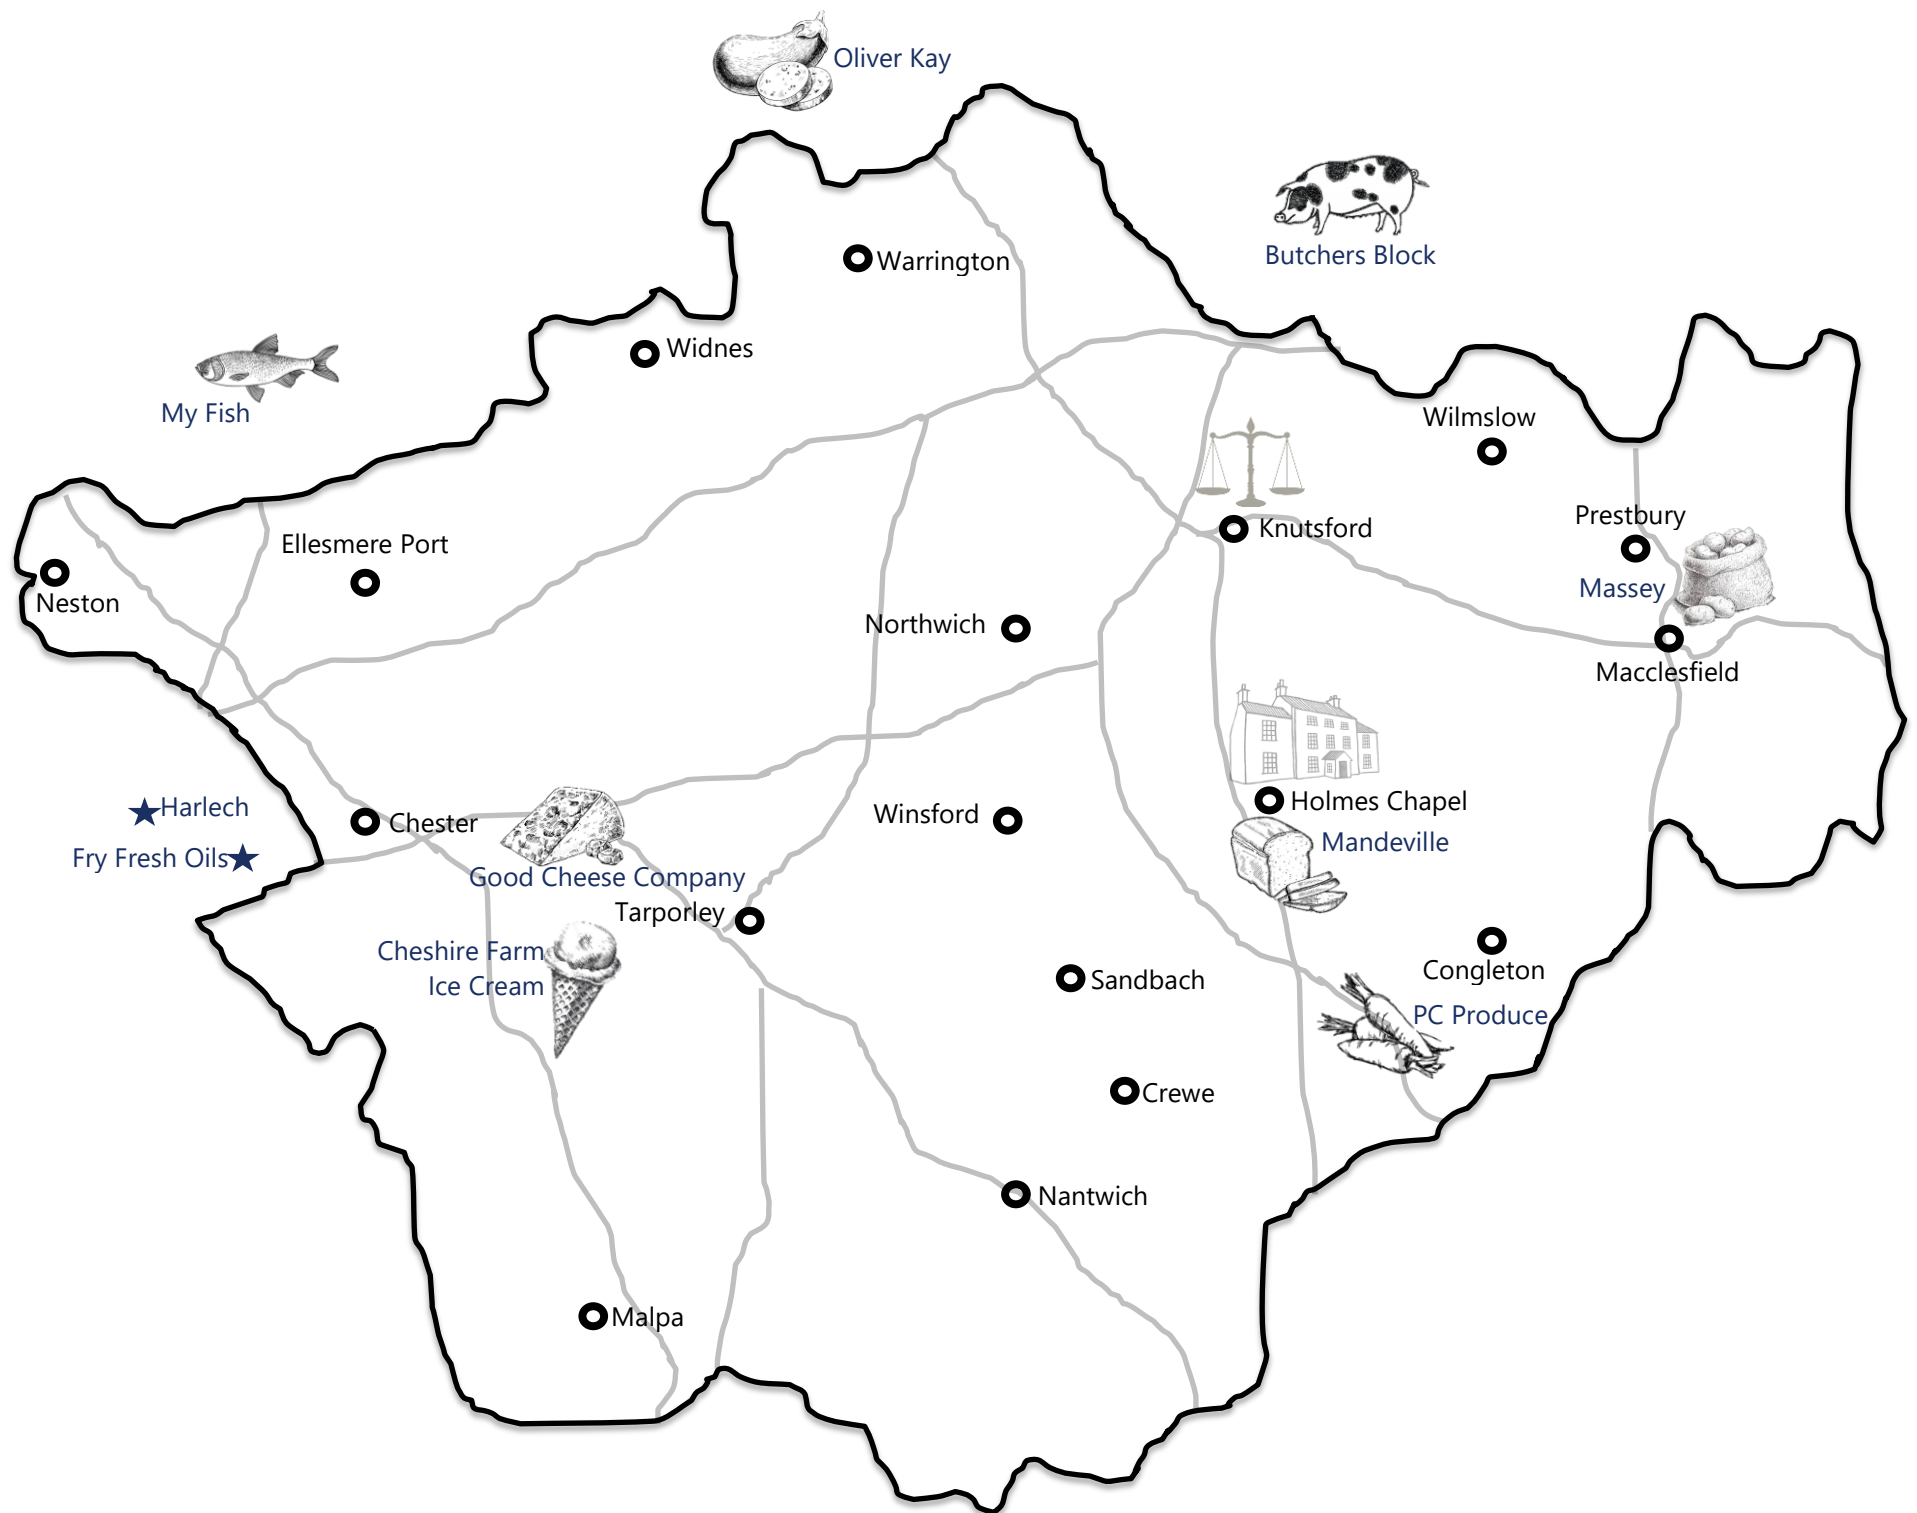 Oliver Kay
Butchers Block
Warrington
Widnes
My Fish
Wilmslow
Prestbury
Knutsford
Ellesmere Port
Massey
Neston
Northwich
Macclesfield
Holmes Chapel
Harlech
Winsford
Chester
Mandeville
Fry Fresh Oils
Good Cheese Company
Tarporley
Cheshire Farm
Ice Cream
Congleton
Sandbach
PC Produce
Crewe
Nantwich
Malpa